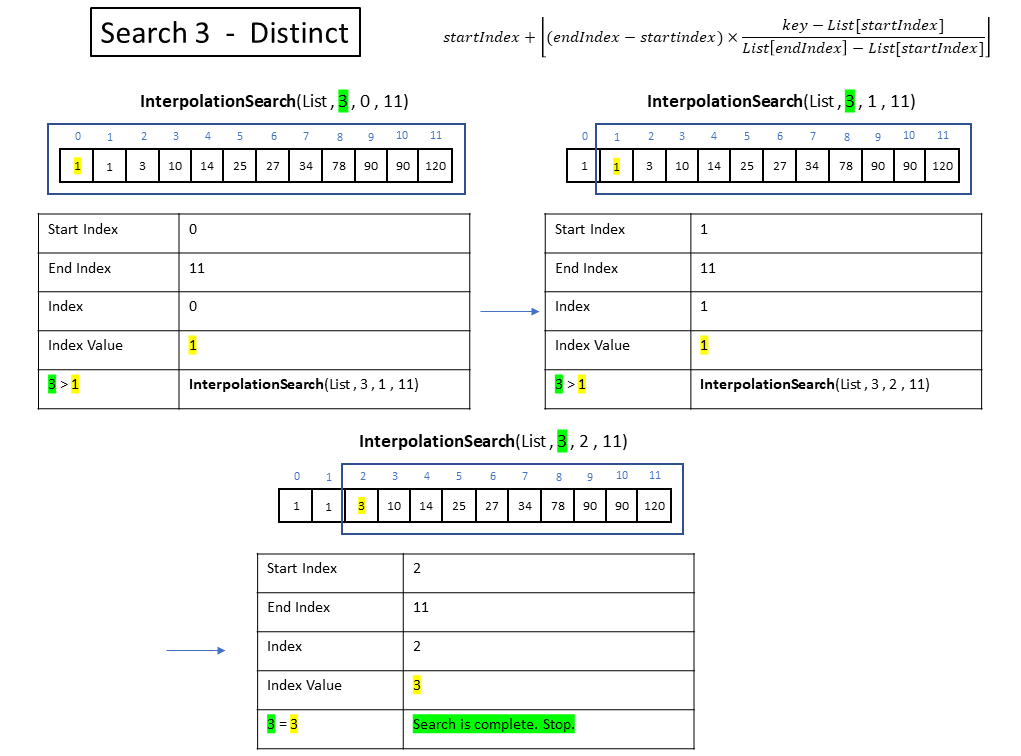 Search 3 - Distinct
startIndex + ⌊(endIndex − startindex) × (key − List[startIndex]) / (List[endIndex] − List[startIndex])⌋
InterpolationSearch(List , 3 , 0 , 11)
0 1 2 3 4 5 6 7 8 9 10 11
1 1 3 10 14 25 27 34 78 90 90 120
Start Index 0
End Index 11
Index 0
Index Value 1
3 > 1 InterpolationSearch(List , 3 , 1 , 11)
InterpolationSearch(List , 3 , 1 , 11)
0 1 2 3 4 5 6 7 8 9 10 11
1 1 3 10 14 25 27 34 78 90 90 120
Start Index 1
End Index 11
Index 1
Index Value 1
3 > 1 InterpolationSearch(List , 3 , 2 , 11)
InterpolationSearch(List , 3 , 2 , 11)
0 1 2 3 4 5 6 7 8 9 10 11
1 1 3 10 14 25 27 34 78 90 90 120
Start Index 2
End Index 11
Index 2
Index Value 3
3 = 3 Search is complete. Stop.